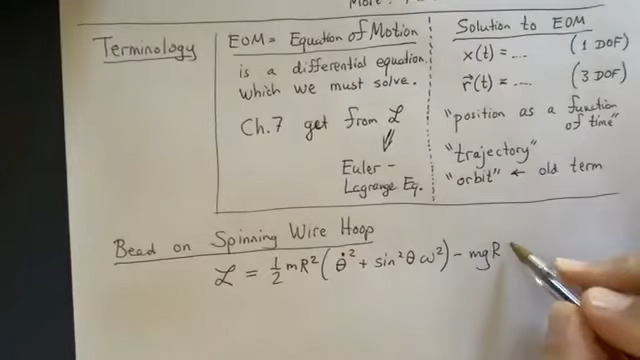 Terminology
EOM = Equation of Motion
is a differential equation.
which we must solve.
Ch.7 get from ℒ
⇓
Euler-
Lagrange Eq.
Solution to EOM
x(t) = ... (1 DOF)
r⃗(t) = .... (3 DOF)
"position as a function
of time"
"trajectory"
"orbit" ← old term
Bead on Spinning Wire Hoop
ℒ = 1/2 mR² (θ̇² + sin²θ ω²) - mgR